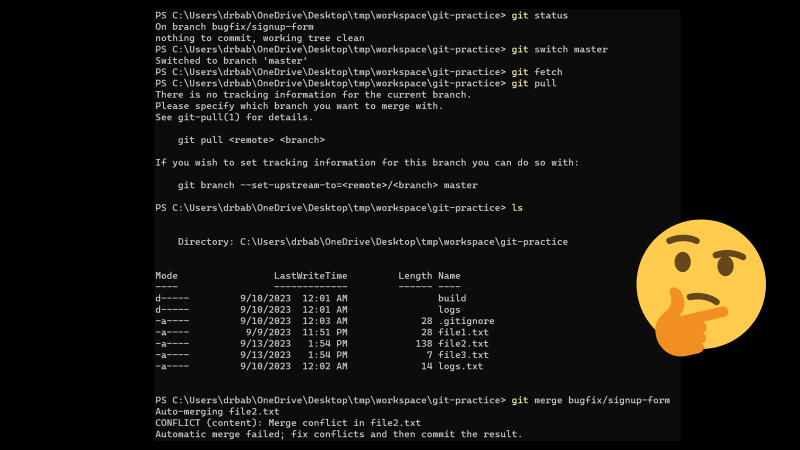 PS C:\Users\drbab\OneDrive\Desktop\tmp\workspace\git-practice> git status
On branch bugfix/signup-form
nothing to commit, working tree clean
PS C:\Users\drbab\OneDrive\Desktop\tmp\workspace\git-practice> git switch master
Switched to branch 'master'
PS C:\Users\drbab\OneDrive\Desktop\tmp\workspace\git-practice> git fetch
PS C:\Users\drbab\OneDrive\Desktop\tmp\workspace\git-practice> git pull
There is no tracking information for the current branch.
Please specify which branch you want to merge with.
See git-pull(1) for details.
git pull <remote> <branch>
If you wish to set tracking information for this branch you can do so with:
git branch --set-upstream-to=<remote>/<branch> master
PS C:\Users\drbab\OneDrive\Desktop\tmp\workspace\git-practice> ls
Directory: C:\Users\drbab\OneDrive\Desktop\tmp\workspace\git-practice
Mode LastWriteTime Length Name
---- ------------- ------ ----
d----- 9/10/2023 12:01 AM build
d----- 9/10/2023 12:01 AM logs
-a---- 9/10/2023 12:03 AM 28 .gitignore
-a---- 9/9/2023 11:51 PM 28 file1.txt
-a---- 9/13/2023 1:54 PM 138 file2.txt
-a---- 9/13/2023 1:54 PM 7 file3.txt
-a---- 9/10/2023 12:02 AM 14 logs.txt
PS C:\Users\drbab\OneDrive\Desktop\tmp\workspace\git-practice> git merge bugfix/signup-form
Auto-merging file2.txt
CONFLICT (content): Merge conflict in file2.txt
Automatic merge failed; fix conflicts and then commit the result.